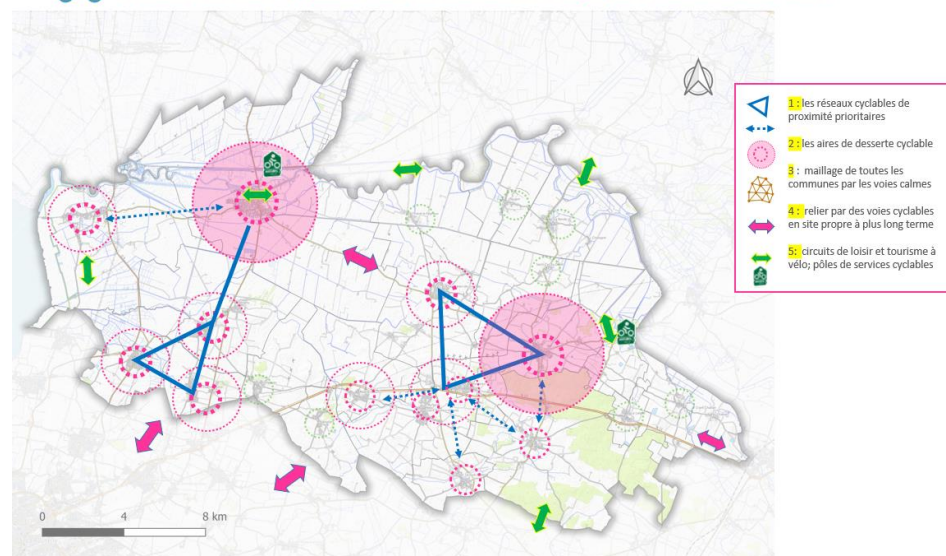 1 : les réseaux cyclables de
proximité prioritaires
2 : les aires de desserte cyclable
3 : maillage de toutes les
communes par les voies calmes
4 : relier par des voies cyclables
en site propre à plus long terme
5: circuits de loisir et tourisme à
vélo; pôles de services cyclables
0 4 8 km